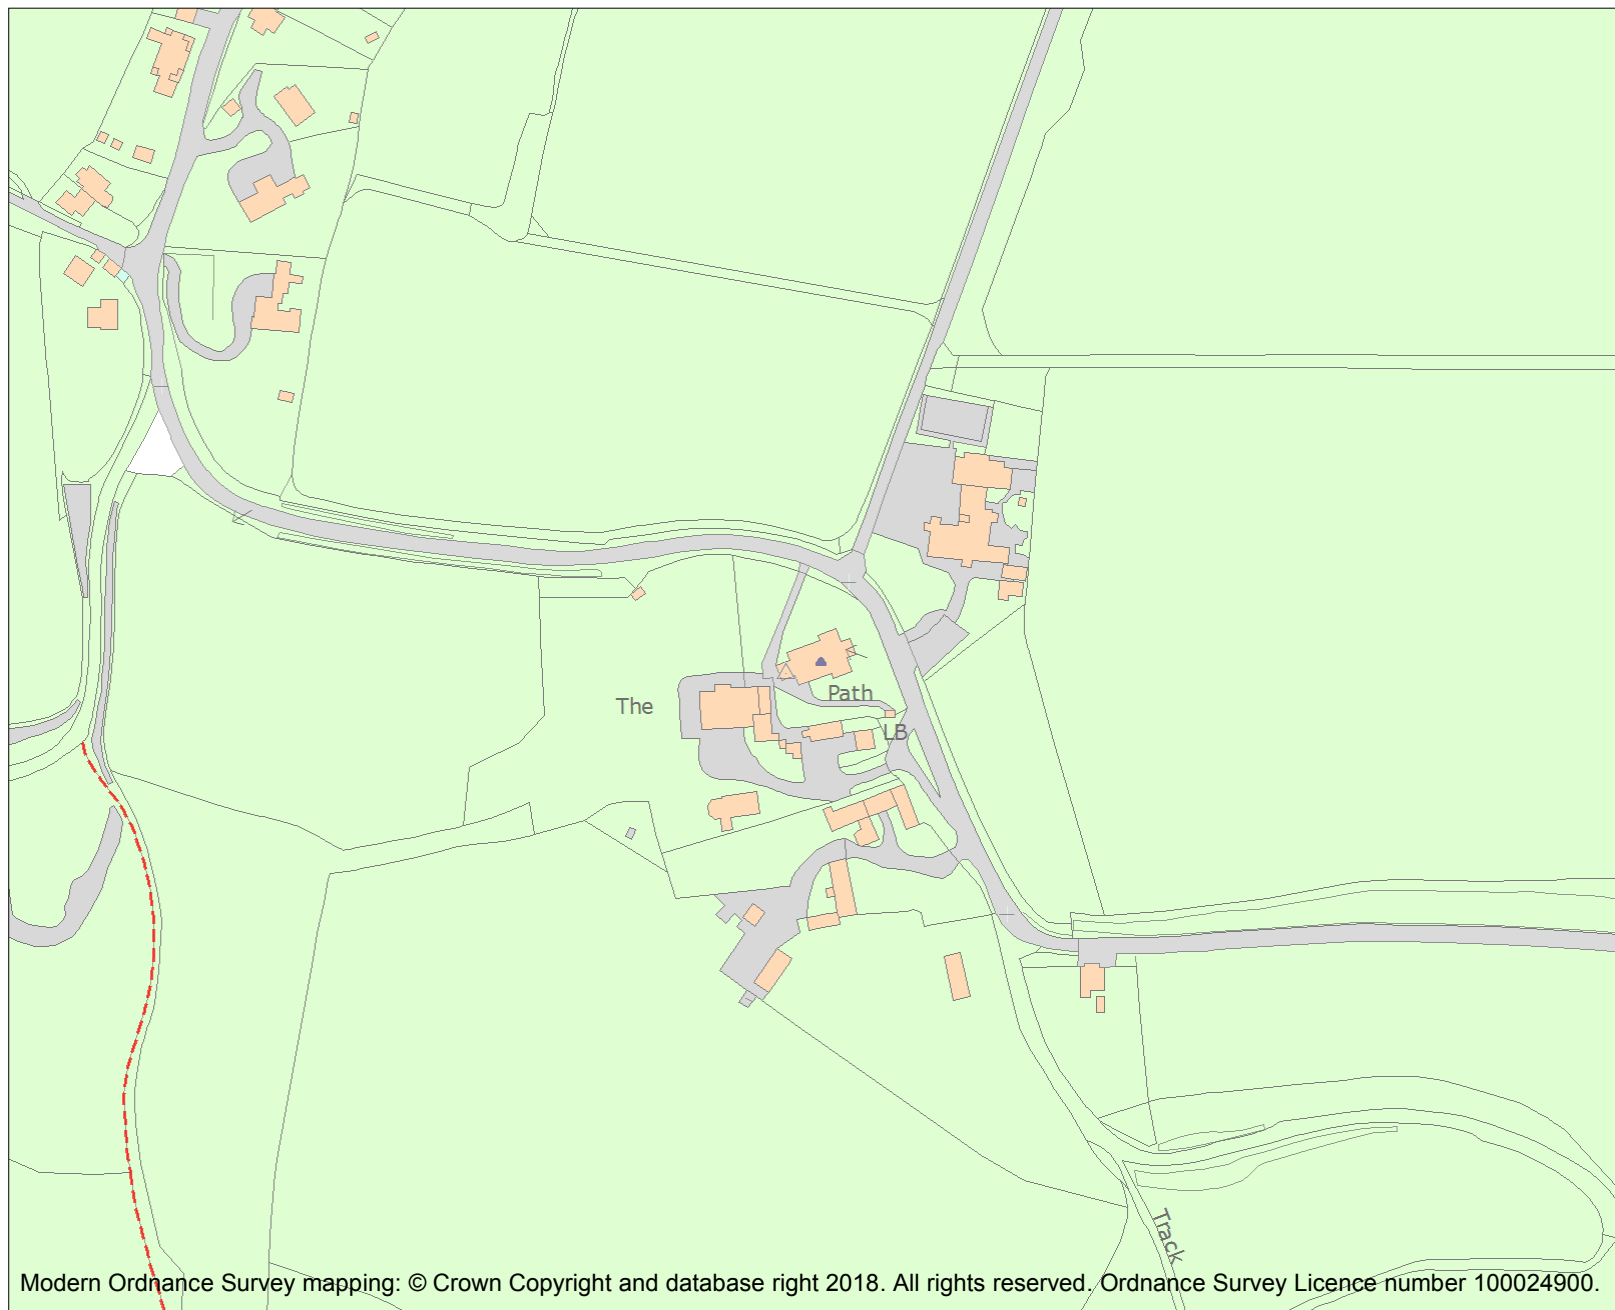 Path
The
LB
Track
Modern Ordnance Survey mapping: © Crown Copyright and database right 2018. All rights reserved. Ordnance Survey Licence number 100024900.